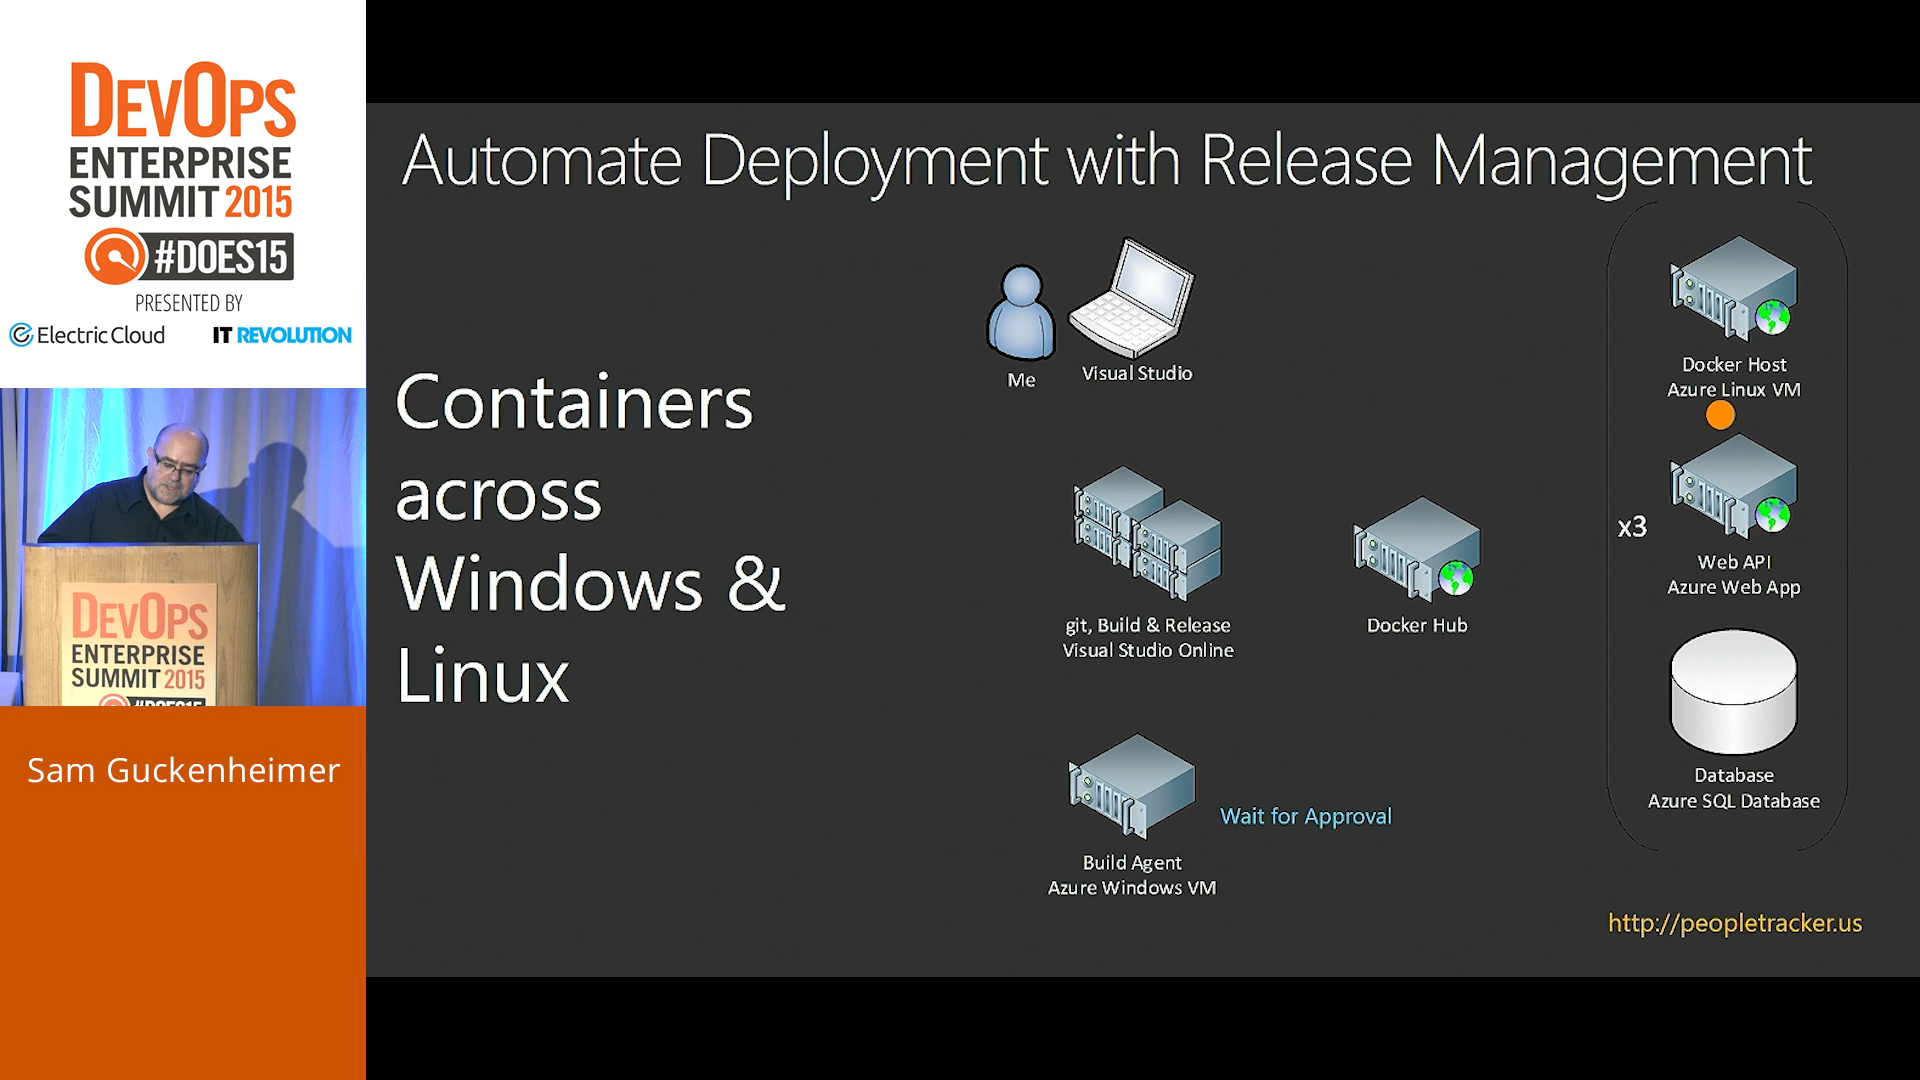 DEVOPS
ENTERPRISE
SUMMIT 2015
#DOES15
PRESENTED BY
Electric Cloud
IT REVOLUTION
DEVOPS
ENTERPRISE
SUMMIT 2015
#DOES15
Sam Guckenheimer
Automate Deployment with Release Management
Containers
across
Windows &
Linux
Me
Visual Studio
git, Build & Release
Visual Studio Online
Docker Hub
Build Agent
Azure Windows VM
Wait for Approval
Docker Host
Azure Linux VM
x3
Web API
Azure Web App
Database
Azure SQL Database
http://peopletracker.us